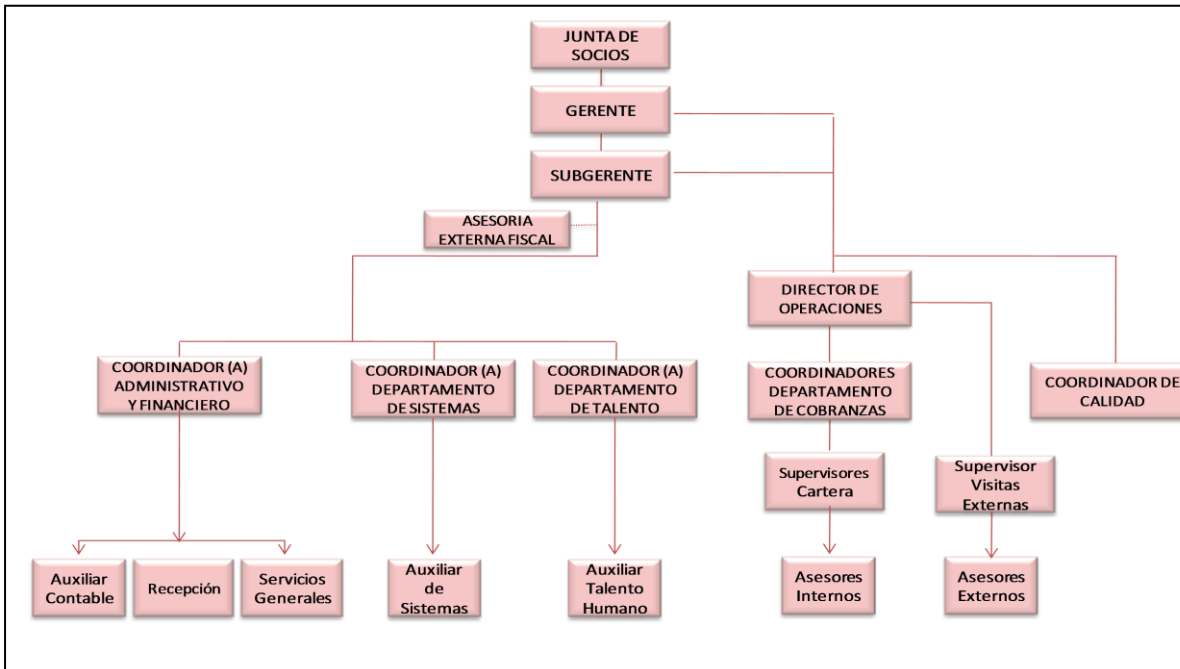 JUNTA DE
SOCIOS
GERENTE
SUBGERENTE
ASESORIA
EXTERNA FISCAL
DIRECTOR DE
OPERACIONES
COORDINADOR (A)
ADMINISTRATIVO
Y FINANCIERO
COORDINADOR (A)
DEPARTAMENTO
DE SISTEMAS
COORDINADOR (A)
DEPARTAMENTO
DE TALENTO
COORDINADORES
DEPARTAMENTO
DE COBRANZAS
COORDINADOR DE
CALIDAD
Supervisores
Cartera
Supervisor
Visitas
Externas
Auxiliar
Contable
Recepción
Servicios
Generales
Auxiliar
de
Sistemas
Auxiliar
Talento
Humano
Asesores
Internos
Asesores
Externos